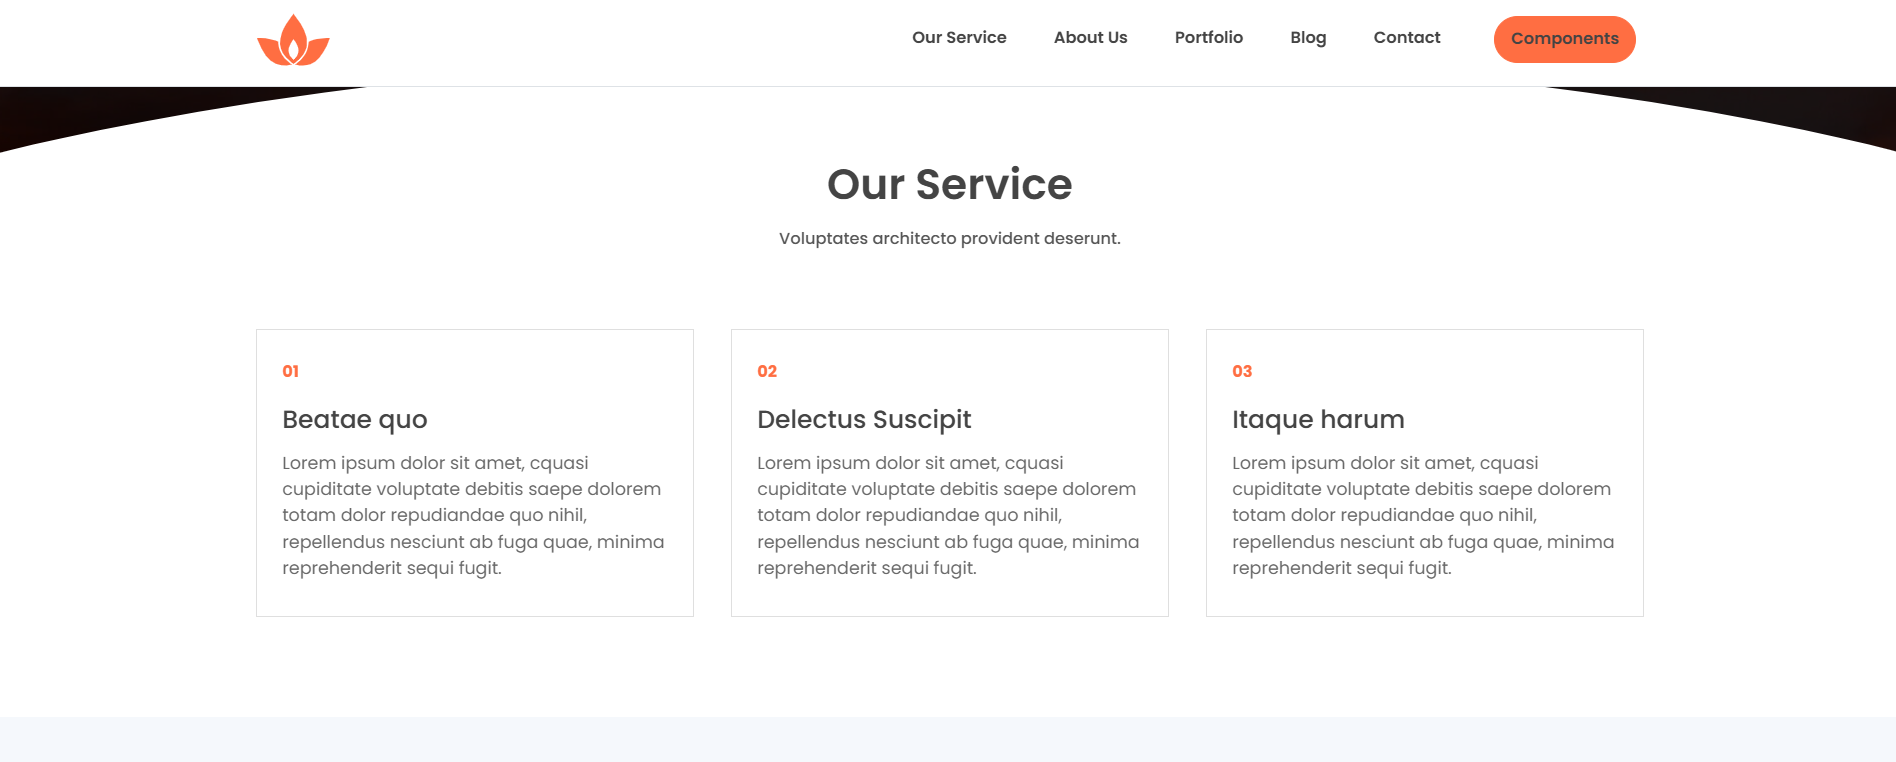 Our Service About Us Portfolio Blog Contact Components
Our Service
Voluptates architecto provident deserunt.
01
Beatae quo
Lorem ipsum dolor sit amet, cquasi
cupiditate voluptate debitis saepe dolorem
totam dolor repudiandae quo nihil,
repellendus nesciunt ab fuga quae, minima
reprehenderit sequi fugit.
02
Delectus Suscipit
Lorem ipsum dolor sit amet, cquasi
cupiditate voluptate debitis saepe dolorem
totam dolor repudiandae quo nihil,
repellendus nesciunt ab fuga quae, minima
reprehenderit sequi fugit.
03
Itaque harum
Lorem ipsum dolor sit amet, cquasi
cupiditate voluptate debitis saepe dolorem
totam dolor repudiandae quo nihil,
repellendus nesciunt ab fuga quae, minima
reprehenderit sequi fugit.